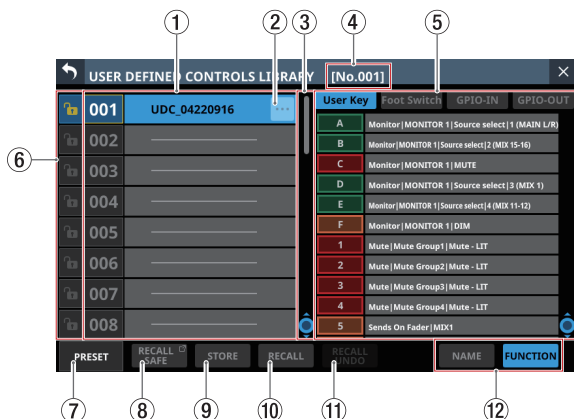 ① ② ③ ④ ⑤
USER DEFINED CONTROLS LIBRARY [No.001] ×
001 UDC_04220916 ...
002
003
004
005
006
007
008
User Key Foot Switch GPIO-IN GPIO-OUT
A Monitor|MONITOR 1|Source select|1 (MAIN L/R)
B Monitor|MONITOR 1|Source select|2 (MIX 15-16)
C Monitor|MONITOR 1|MUTE
D Monitor|MONITOR 1|Source select|3 (MIX 1)
E Monitor|MONITOR 1|Source select|4 (MIX 11-12)
F Monitor|MONITOR 1|DIM
1 Mute|Mute Group1|Mute - LIT
2 Mute|Mute Group2|Mute - LIT
3 Mute|Mute Group3|Mute - LIT
4 Mute|Mute Group4|Mute - LIT
5 Sends On Fader|MIX1
⑥
PRESET RECALL SAFE STORE RECALL RECALL UNDO NAME FUNCTION
⑦ ⑧ ⑨ ⑩ ⑪ ⑫